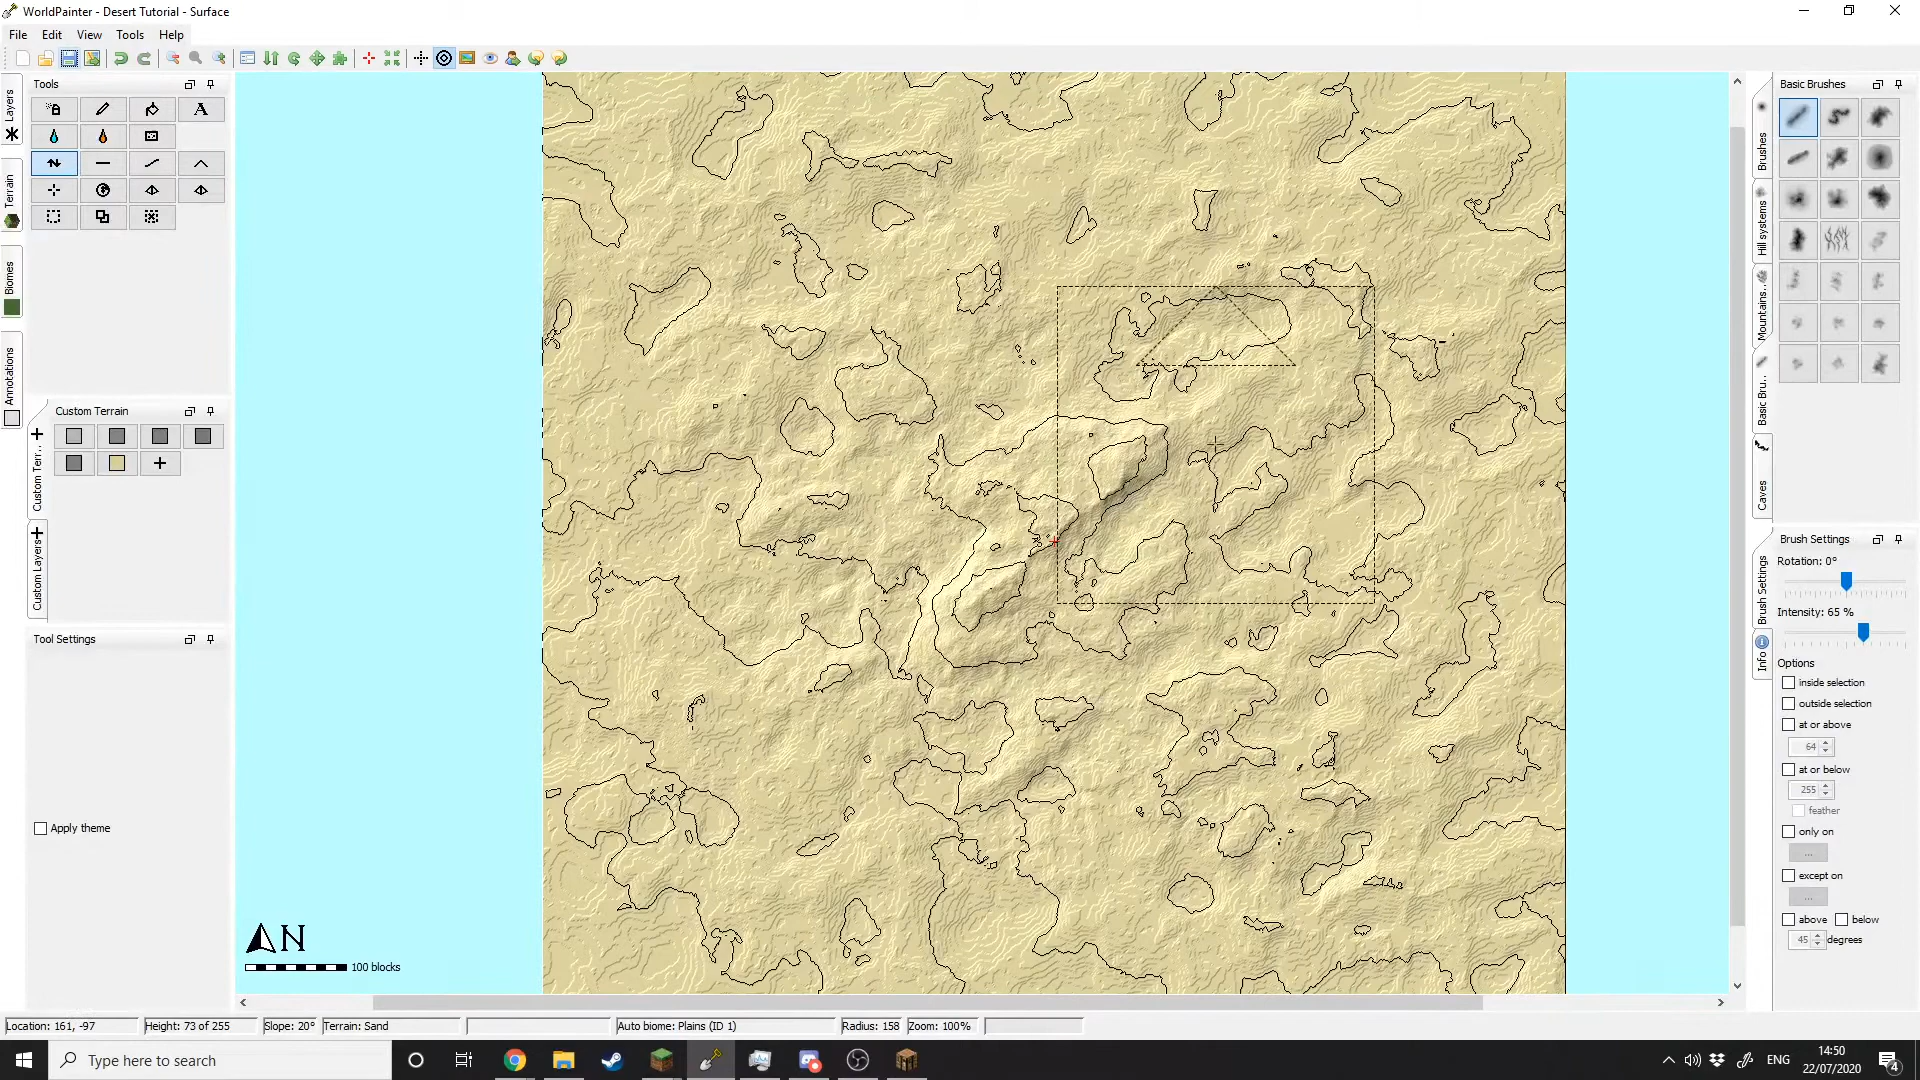 WorldPainter - Desert Tutorial - Surface
File Edit View Tools Help
Tools
Layers
Terrain
Biomes
Annotations
A
Custom Terrain
Custom Terr...
Custom Layers
Tool Settings
Apply theme
N
100 blocks
Basic Brushes
Brushes
Hill systems
Mountains...
Basic Bru...
Caves
Brush Settings
Brush Settings
Info
Rotation: 0°
Intensity: 65 %
Options
inside selection
outside selection
at or above
64
at or below
255
feather
only on
...
except on
...
above below
45 degrees
Location: 161, -97 Height: 73 of 255 Slope: 20° Terrain: Sand Auto biome: Plains (ID 1) Radius: 158 Zoom: 100%
Type here to search
ENG
14:50
22/07/2020
4